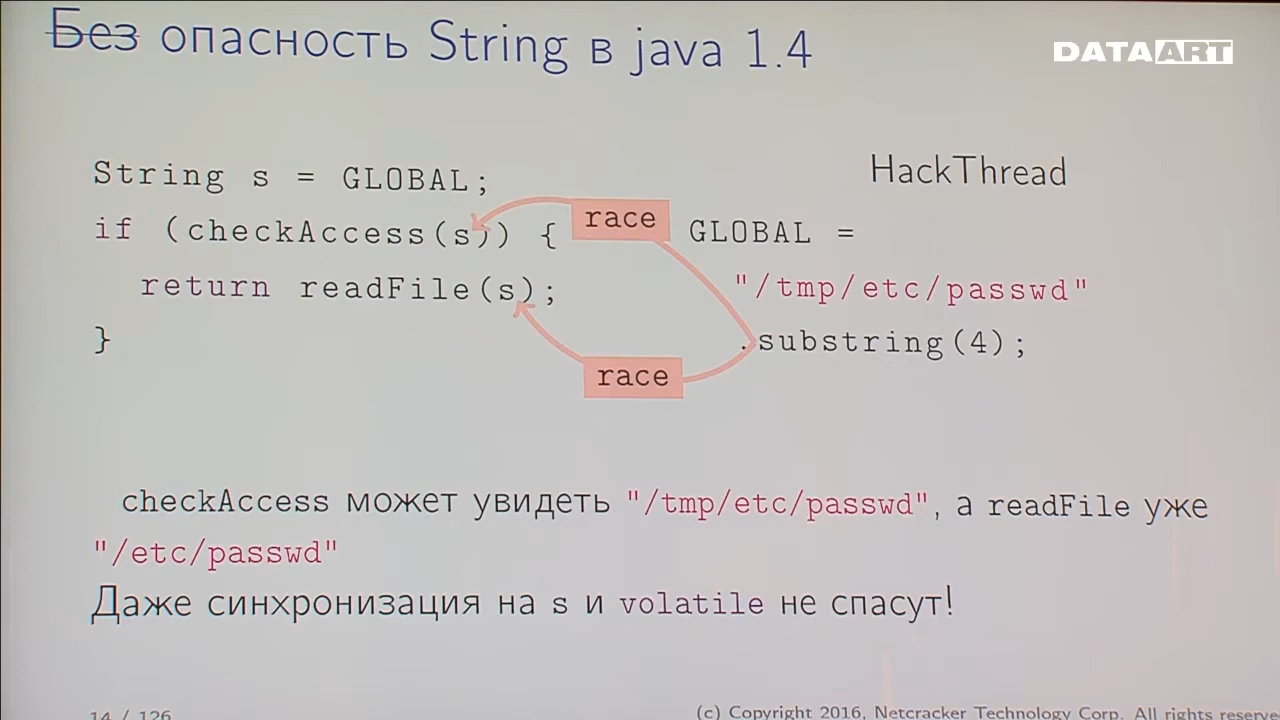 Без опасность String в java 1.4
DATAART
String s = GLOBAL;
if (checkAccess(s)) {
return readFile(s);
}
race
race
HackThread
GLOBAL =
"/tmp/etc/passwd"
.substring(4);
checkAccess может увидеть "/tmp/etc/passwd", а readFile уже
"/etc/passwd"
Даже синхронизация на s и volatile не спасут!
14 / 126
(c) Copyright 2016, Netcracker Technology Corp. All rights reserve